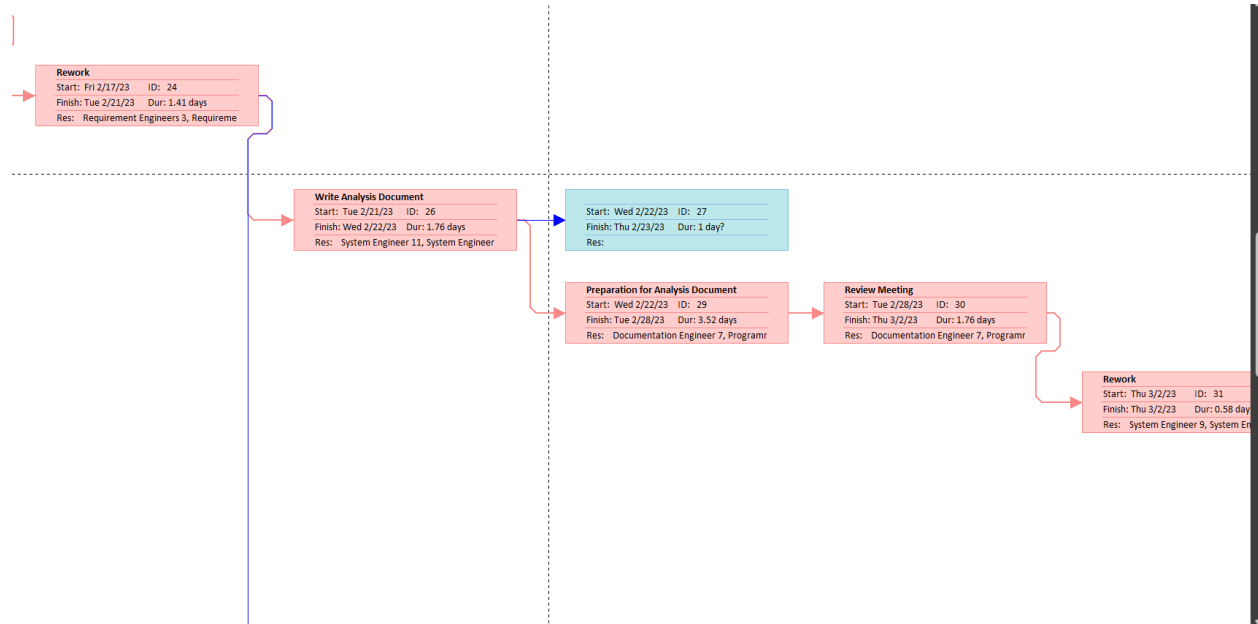 Rework
Start: Fri 2/17/23 ID: 24
Finish: Tue 2/21/23 Dur: 1.41 days
Res: Requirement Engineers 3, Requireme
Write Analysis Document
Start: Tue 2/21/23 ID: 26
Finish: Wed 2/22/23 Dur: 1.76 days
Res: System Engineer 11, System Engineer
Start: Wed 2/22/23 ID: 27
Finish: Thu 2/23/23 Dur: 1 day?
Res:
Preparation for Analysis Document
Start: Wed 2/22/23 ID: 29
Finish: Tue 2/28/23 Dur: 3.52 days
Res: Documentation Engineer 7, Programr
Review Meeting
Start: Tue 2/28/23 ID: 30
Finish: Thu 3/2/23 Dur: 1.76 days
Res: Documentation Engineer 7, Programr
Rework
Start: Thu 3/2/23 ID: 31
Finish: Thu 3/2/23 Dur: 0.58 day
Res: System Engineer 9, System En